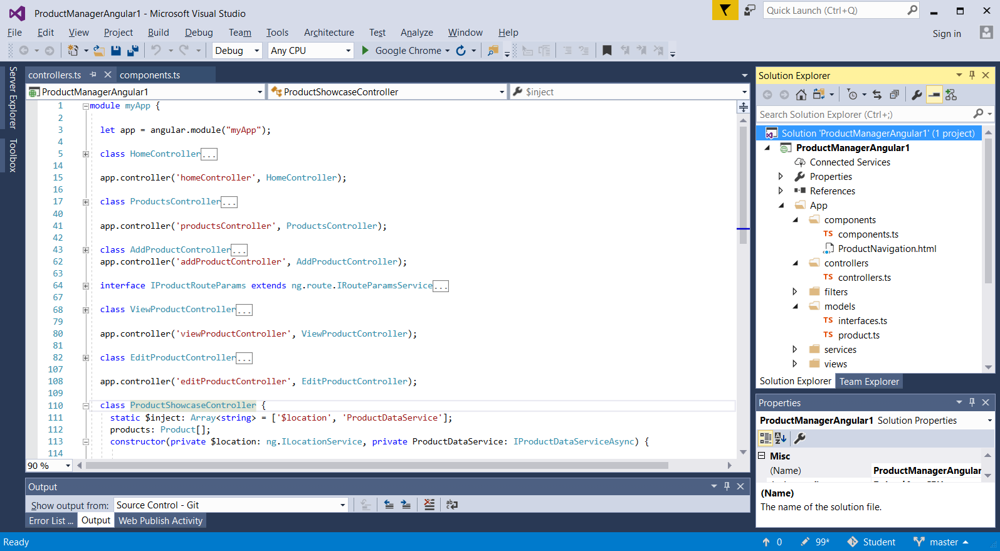 ProductManagerAngular1 - Microsoft Visual Studio
Quick Launch (Ctrl+Q)
File Edit View Project Build Debug Team Tools Architecture Test Analyze Window Help
Sign in
Debug Any CPU Google Chrome
Server Explorer
Toolbox
controllers.ts components.ts
ProductManagerAngular1 ProductShowcaseController $inject
1 module myApp {
2
3 let app = angular.module("myApp");
4
5 class HomeController...
14
15 app.controller('homeController', HomeController);
16
17 class ProductsController...
40
41 app.controller('productsController', ProductsController);
42
43 class AddProductController...
62 app.controller('addProductController', AddProductController);
63
64 interface IProductRouteParams extends ng.route.IRouteParamsService...
67
68 class ViewProductController...
79
80 app.controller('viewProductController', ViewProductController);
81
82 class EditProductController...
107
108 app.controller('editProductController', EditProductController);
109
110 class ProductShowcaseController {
111 static $inject: Array<string> = ['$location', 'ProductDataService'];
112 products: Product[];
113 constructor(private $location: ng.ILocationService, private ProductDataService: IProductDataServiceAsync) {
114
90 %
Output
Show output from: Source Control - Git
Error List ... Output Web Publish Activity
Solution Explorer
Search Solution Explorer (Ctrl+;)
Solution 'ProductManagerAngular1' (1 project)
ProductManagerAngular1
Connected Services
Properties
References
App
components
TS components.ts
ProductNavigation.html
controllers
TS controllers.ts
filters
models
TS interfaces.ts
TS product.ts
services
views
Solution Explorer Team Explorer
Properties
ProductManagerAngular1 Solution Properties
Misc
(Name) ProductManagerAngular
(Name)
The name of the solution file.
Ready
0 99* Student master